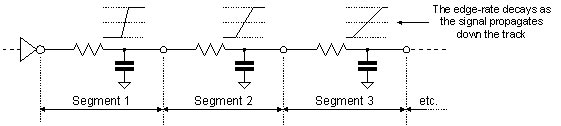 The edge-rate decays as
the signal propagates
down the track
Segment 1
Segment 2
Segment 3
etc.